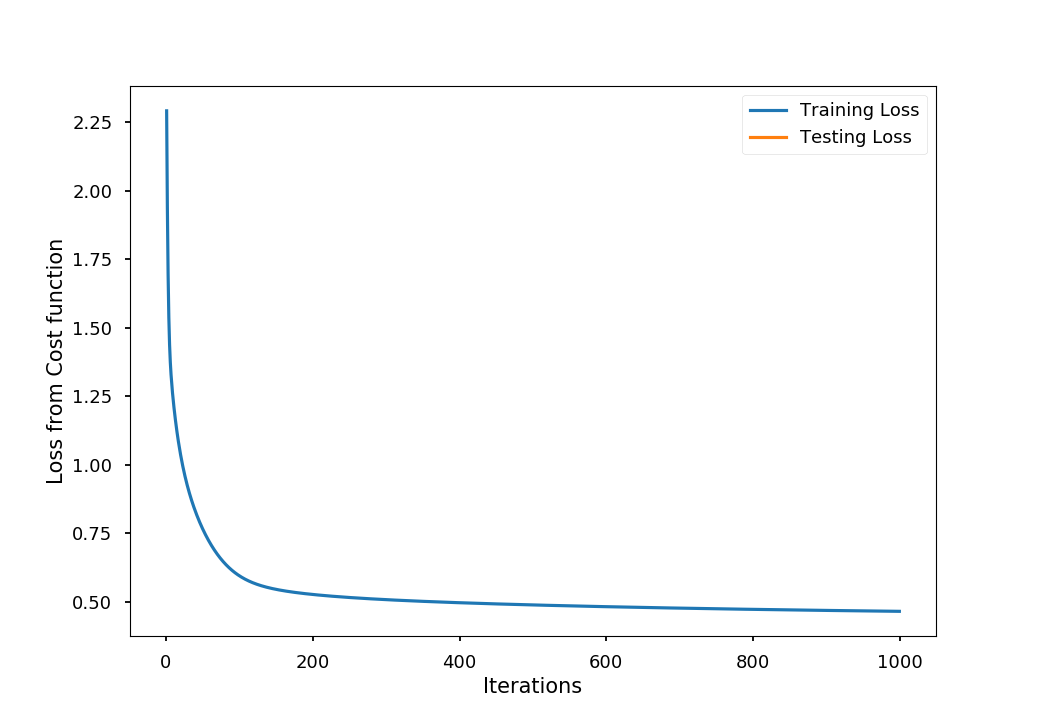 Training Loss
Testing Loss
2.25
2.00
1.75
1.50
1.25
1.00
0.75
0.50
Loss from Cost function
0 200 400 600 800 1000
Iterations